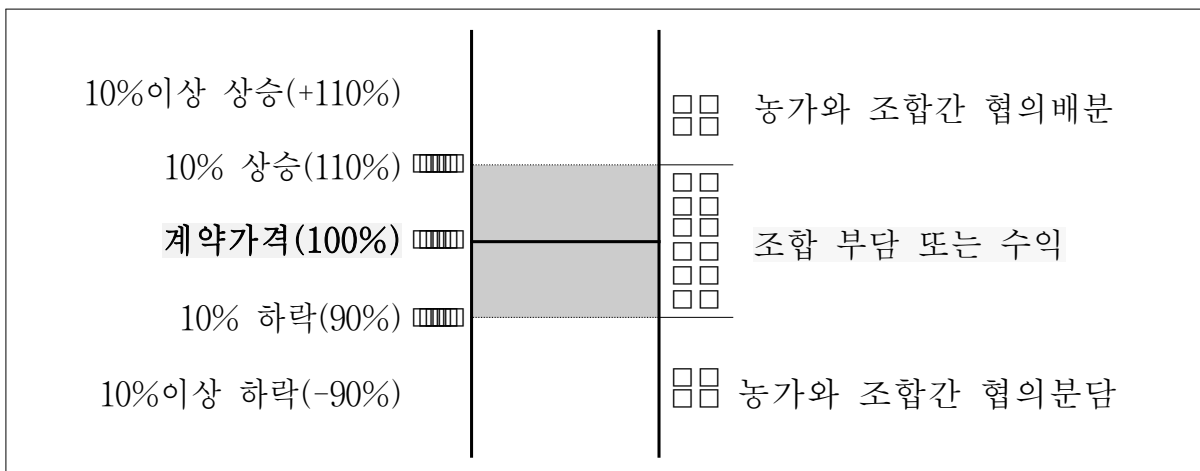 10%이상 상승(+110%)
농가와 조합간 협의배분
10% 상승(110%)
계약가격(100%)
조합 부담 또는 수익
10% 하락(90%)
10%이상 하락(-90%)
농가와 조합간 협의분담